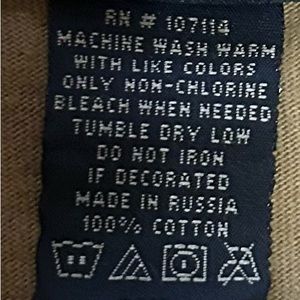 RN # 107114
MACHINE WASH WARM
WITH LIKE COLORS
ONLY NON-CHLORINE
BLEACH WHEN NEEDED
TUMBLE DRY LOW
DO NOT IRON
IF DECORATED
MADE IN RUSSIA
100% COTTON